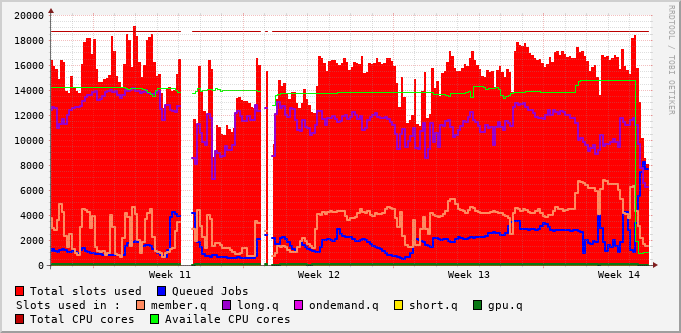 20000
18000
16000
14000
12000
10000
8000
6000
4000
2000
0
Week 11 Week 12 Week 13 Week 14
Total slots used Queued Jobs
Slots used in : member.q long.q ondemand.q short.q gpu.q
Total CPU cores Availale CPU cores
RRDTOOL / TOBI OETIKER